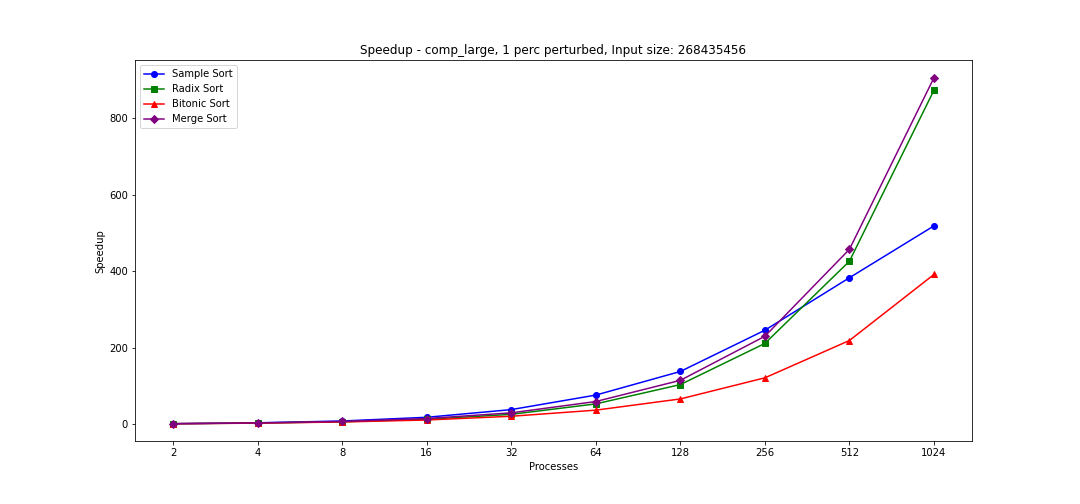 Speedup - comp_large, 1 perc perturbed, Input size: 268435456
Sample Sort
Radix Sort
Bitonic Sort
Merge Sort
800
600
400
200
0
Speedup
2 4 8 16 32 64 128 256 512 1024
Processes